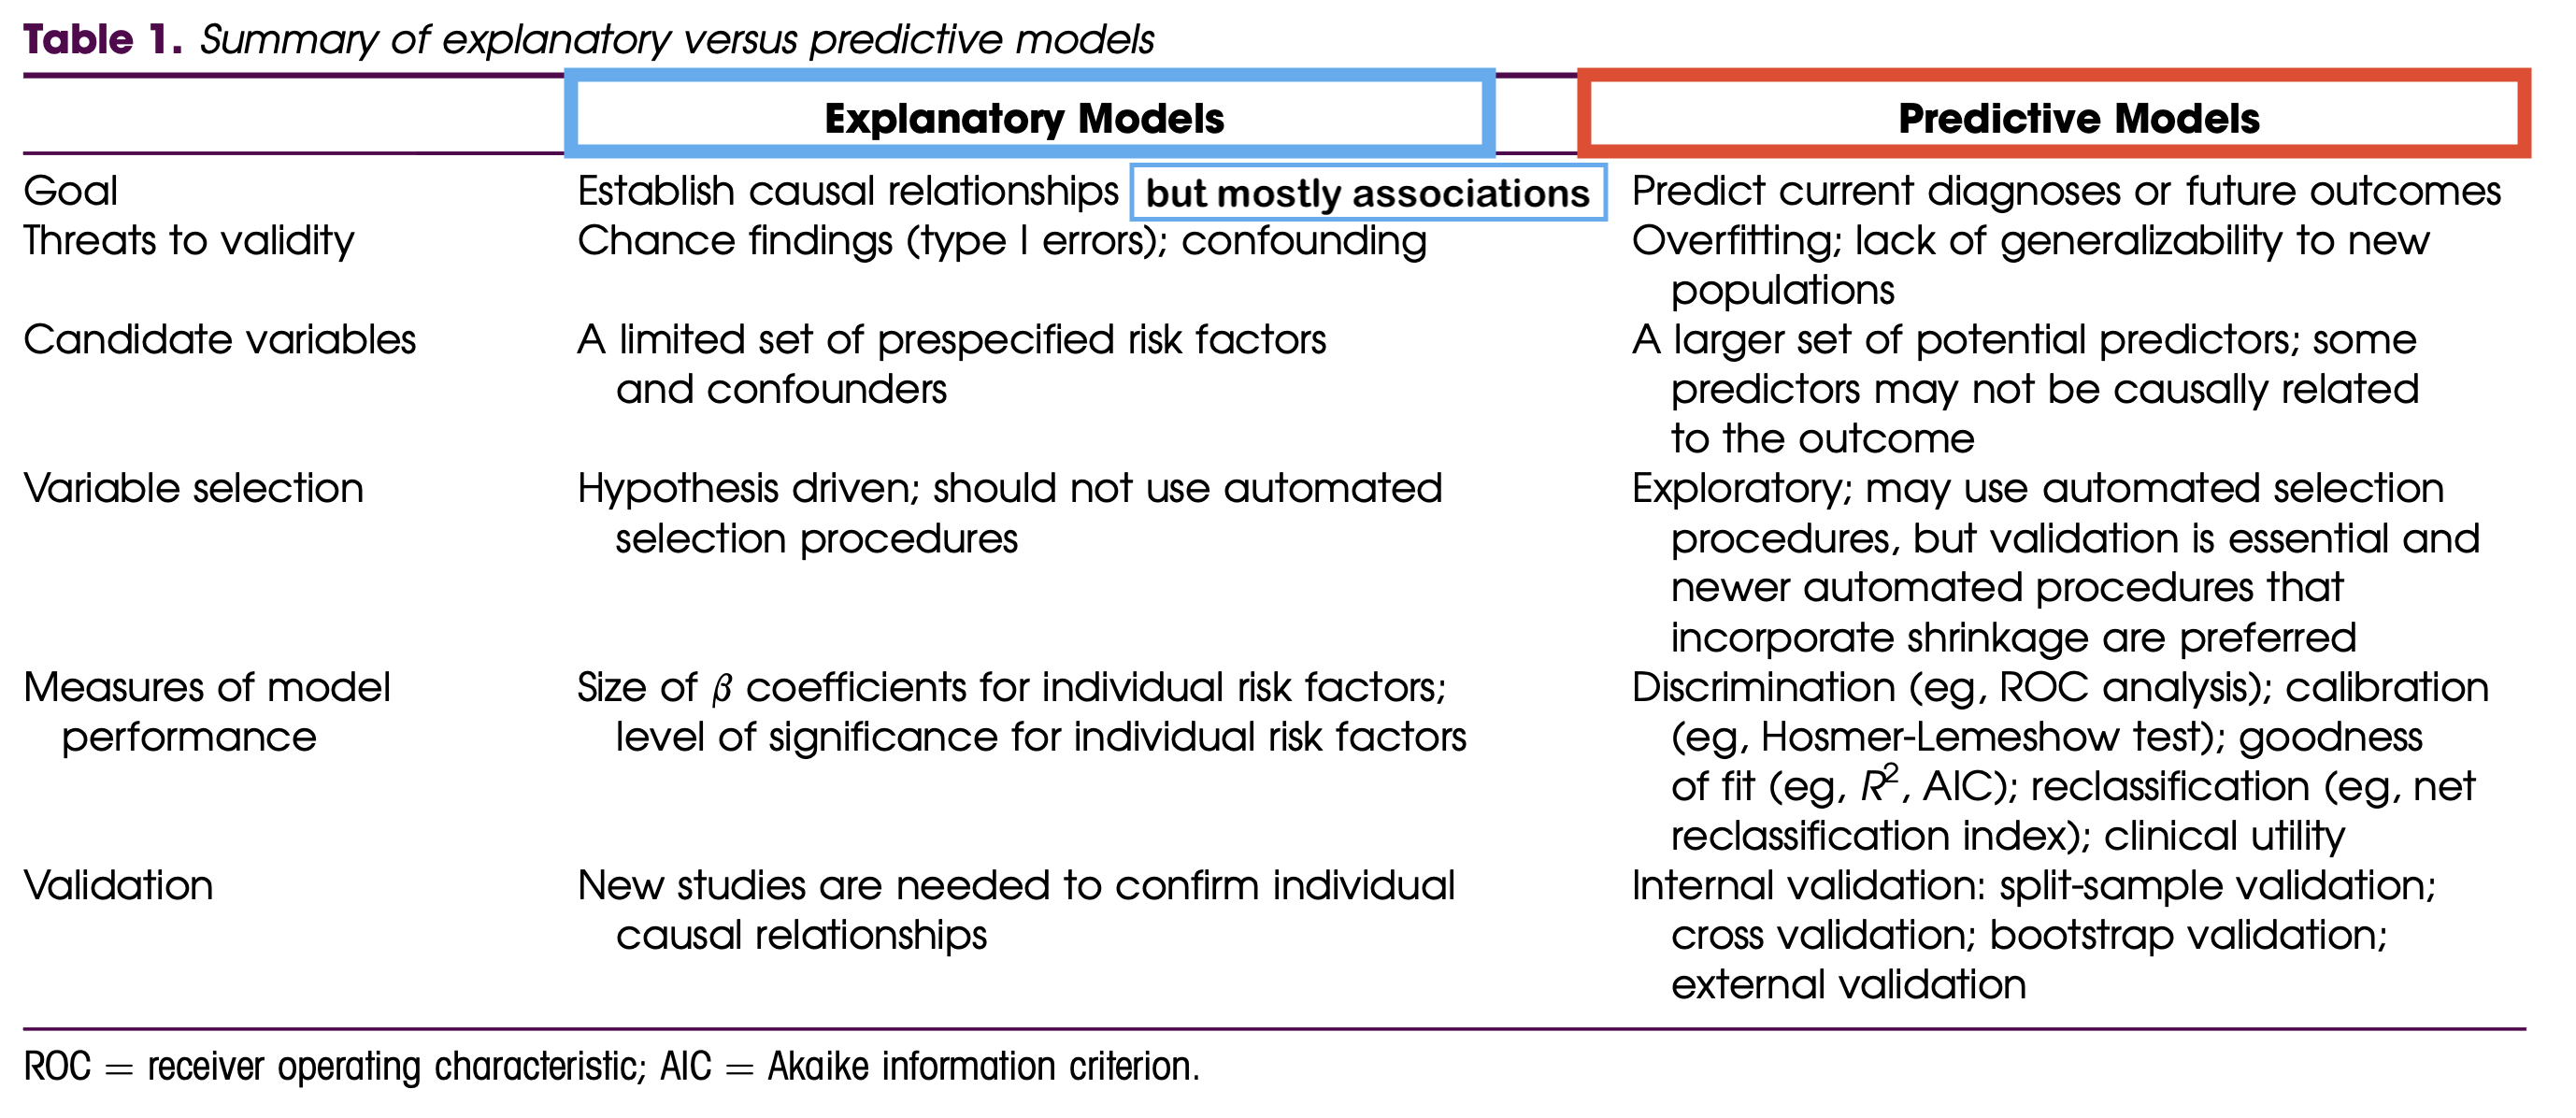 Table 1. Summary of explanatory versus predictive models
Explanatory Models Predictive Models
Goal Establish causal relationships but mostly associations Predict current diagnoses or future outcomes
Threats to validity Chance findings (type I errors); confounding Overfitting; lack of generalizability to new
populations
Candidate variables A limited set of prespecified risk factors A larger set of potential predictors; some
and confounders predictors may not be causally related
to the outcome
Variable selection Hypothesis driven; should not use automated Exploratory; may use automated selection
selection procedures procedures, but validation is essential and
newer automated procedures that
incorporate shrinkage are preferred
Measures of model Size of β coefficients for individual risk factors; Discrimination (eg, ROC analysis); calibration
performance level of significance for individual risk factors (eg, Hosmer-Lemeshow test); goodness
of fit (eg, R², AIC); reclassification (eg, net
reclassification index); clinical utility
Validation New studies are needed to confirm individual Internal validation: split-sample validation;
causal relationships cross validation; bootstrap validation;
external validation
ROC = receiver operating characteristic; AIC = Akaike information criterion.